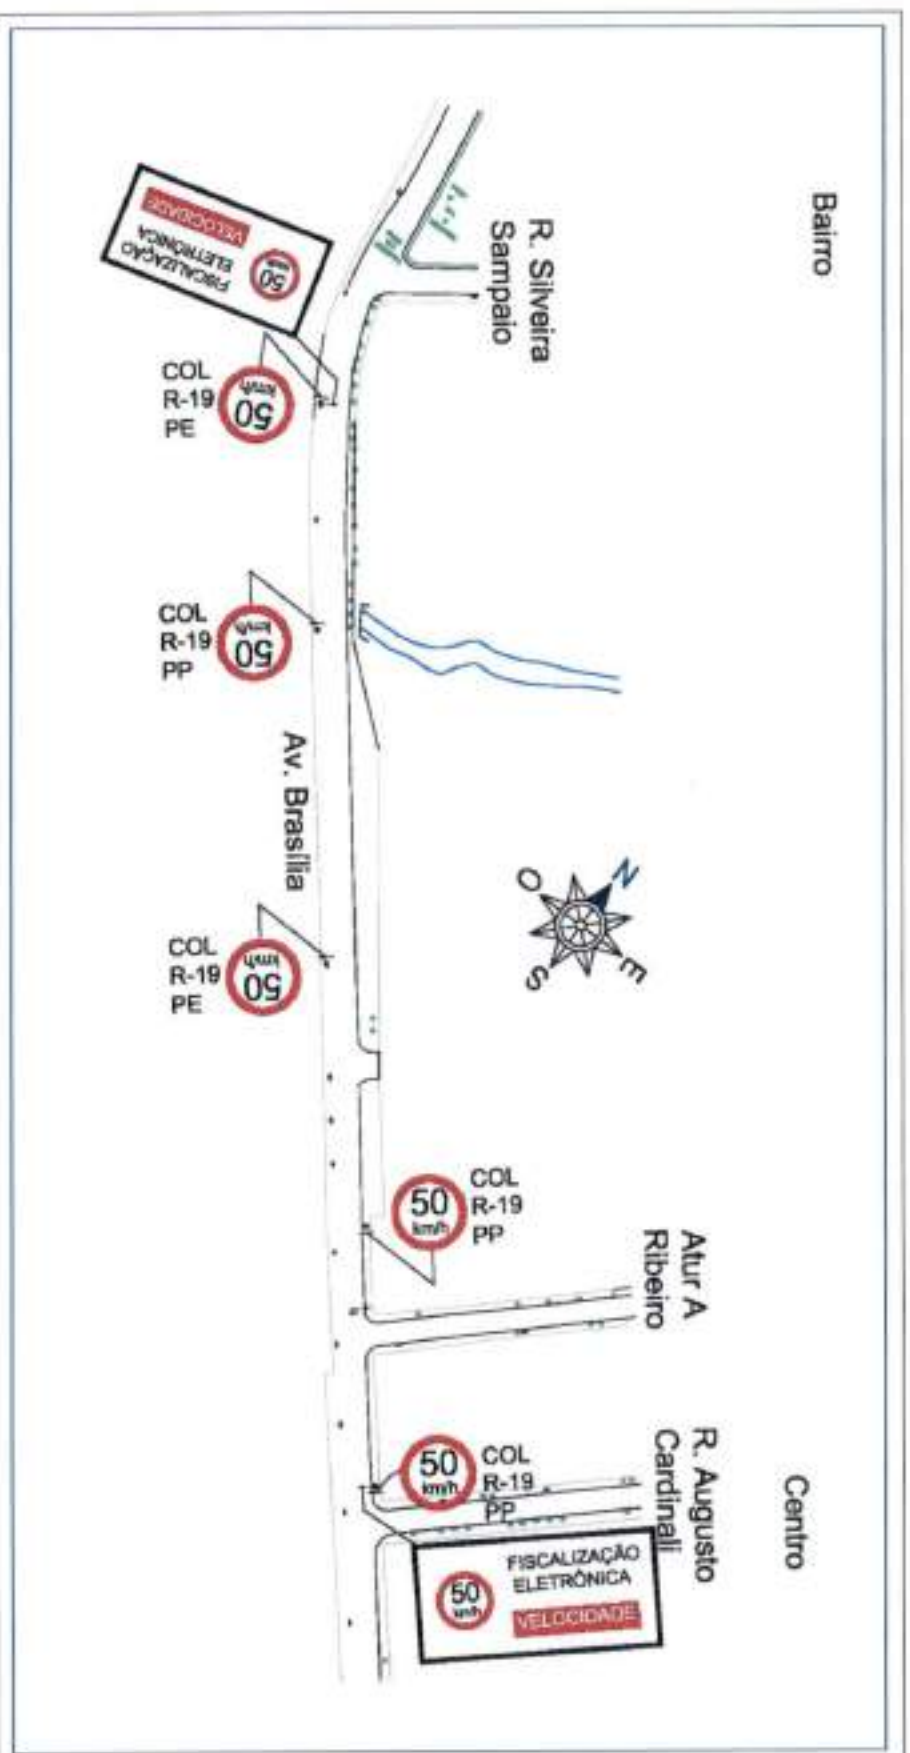 Bairro
R. Silveira
Sampaio
FISCALIZAÇÃO
ELETRÔNICA
VELOCIDADE
50
km/h
COL
R-19
PE
50
km/h
COL
R-19
PP
50
km/h
Av. Brasília
COL
R-19
PE
50
km/h
N
O
E
S
50
km/h
COL
R-19
PP
Atur A
Ribeiro
50
km/h
COL
R-19
PP
R. Augusto
Cardinali
Centro
FISCALIZAÇÃO
ELETRÔNICA
VELOCIDADE
50
km/h